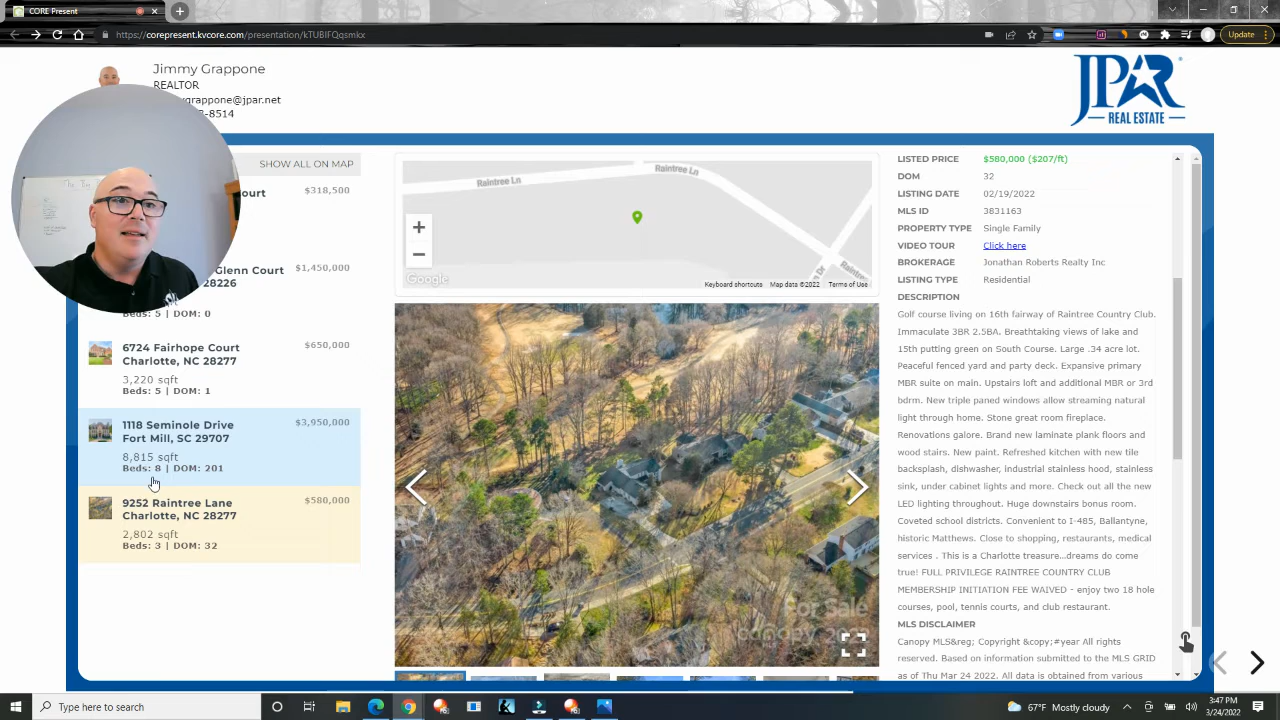 CORE Present
https://corepresent.kvcore.com/presentation/kTUBIFQqsmkx
Update
Jimmy Grappone
REALTOR
grappone@jpar.net
-8514
JPAR
REAL ESTATE
SHOW ALL ON MAP
ourt
$318,500
Glenn Court
$1,450,000
28226
Beds: 5 | DOM: 0
6724 Fairhope Court
$650,000
Charlotte, NC 28277
3,220 sqft
Beds: 5 | DOM: 1
1118 Seminole Drive
$3,950,000
Fort Mill, SC 29707
8,815 sqft
Beds: 8 | DOM: 201
9252 Raintree Lane
$580,000
Charlotte, NC 28277
2,802 sqft
Beds: 3 | DOM: 32
Raintree Ln
Raintree Ln
Google
Keyboard shortcuts Map data ©2022 Terms of Use
For Sale
canopy
MLS
LISTED PRICE $580,000 ($207/ft)
DOM 32
LISTING DATE 02/19/2022
MLS ID 3831163
PROPERTY TYPE Single Family
VIDEO TOUR Click here
BROKERAGE Jonathan Roberts Realty Inc
LISTING TYPE Residential
DESCRIPTION
Golf course living on 16th fairway of Raintree Country Club.
Immaculate 3BR 2.5BA. Breathtaking views of lake and
15th putting green on South Course. Large .34 acre lot.
Peaceful fenced yard and party deck. Expansive primary
MBR suite on main. Upstairs loft and additional MBR or 3rd
bdrm. New triple paned windows allow streaming natural
light through home. Stone great room fireplace.
Renovations galore. Brand new laminate plank floors and
wood stairs. New paint. Refreshed kitchen with new tile
backsplash, dishwasher, industrial stainless hood, stainless
sink, under cabinet lights and more. Check out all the new
LED lighting throughout. Huge downstairs bonus room.
Coveted school districts. Convenient to I-485, Ballantyne,
historic Matthews. Close to shopping, restaurants, medical
services . This is a Charlotte treasure...dreams do come
true! FULL PRIVILEGE RAINTREE COUNTRY CLUB
MEMBERSHIP INITIATION FEE WAIVED - enjoy two 18 hole
courses, pool, tennis courts, and club restaurant.
MLS DISCLAIMER
Canopy MLS&reg; Copyright &copy;#year All rights
reserved. Based on information submitted to the MLS GRID
as of Thu Mar 24 2022. All data is obtained from various
Type here to search
67°F Mostly cloudy
3:47 PM
3/24/2022